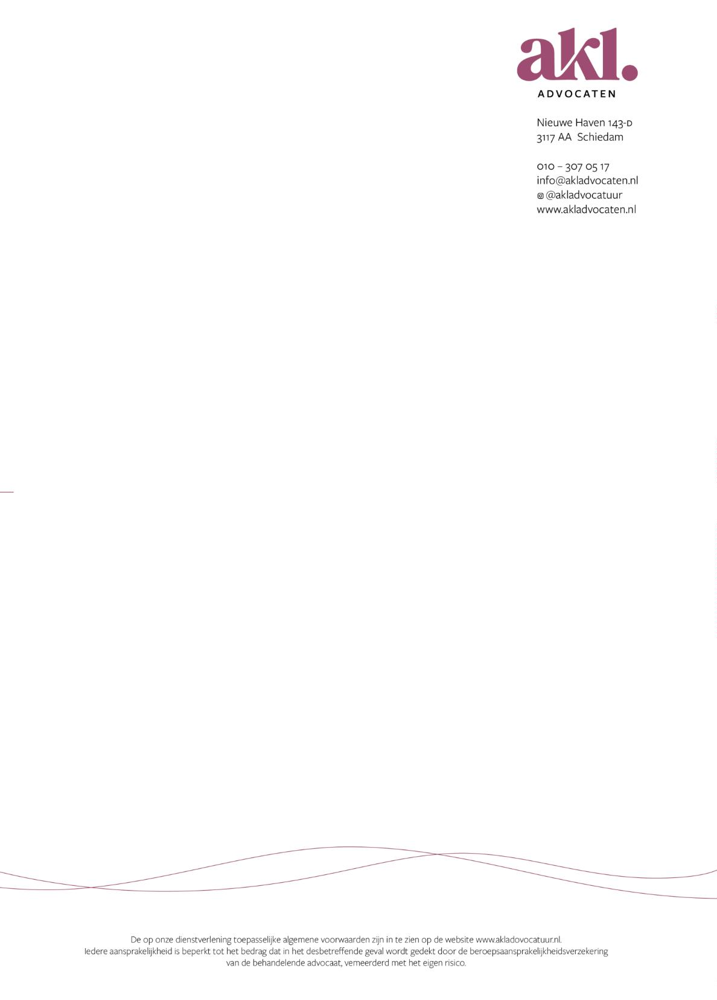 akl.
ADVOCATEN
Nieuwe Haven 143-D
3117 AA Schiedam
010 – 307 05 17
info@akladvocaten.nl
@akladvocatuur
www.akladvocaten.nl
De op onze dienstverlening toepasselijke algemene voorwaarden zijn in te zien op de website www.akladovocatuur.nl.
Iedere aansprakelijkheid is beperkt tot het bedrag dat in het desbetreffende geval wordt gedekt door de beroepsaansprakelijkheidsverzekering
van de behandelende advocaat, vemeerderd met het eigen risico.